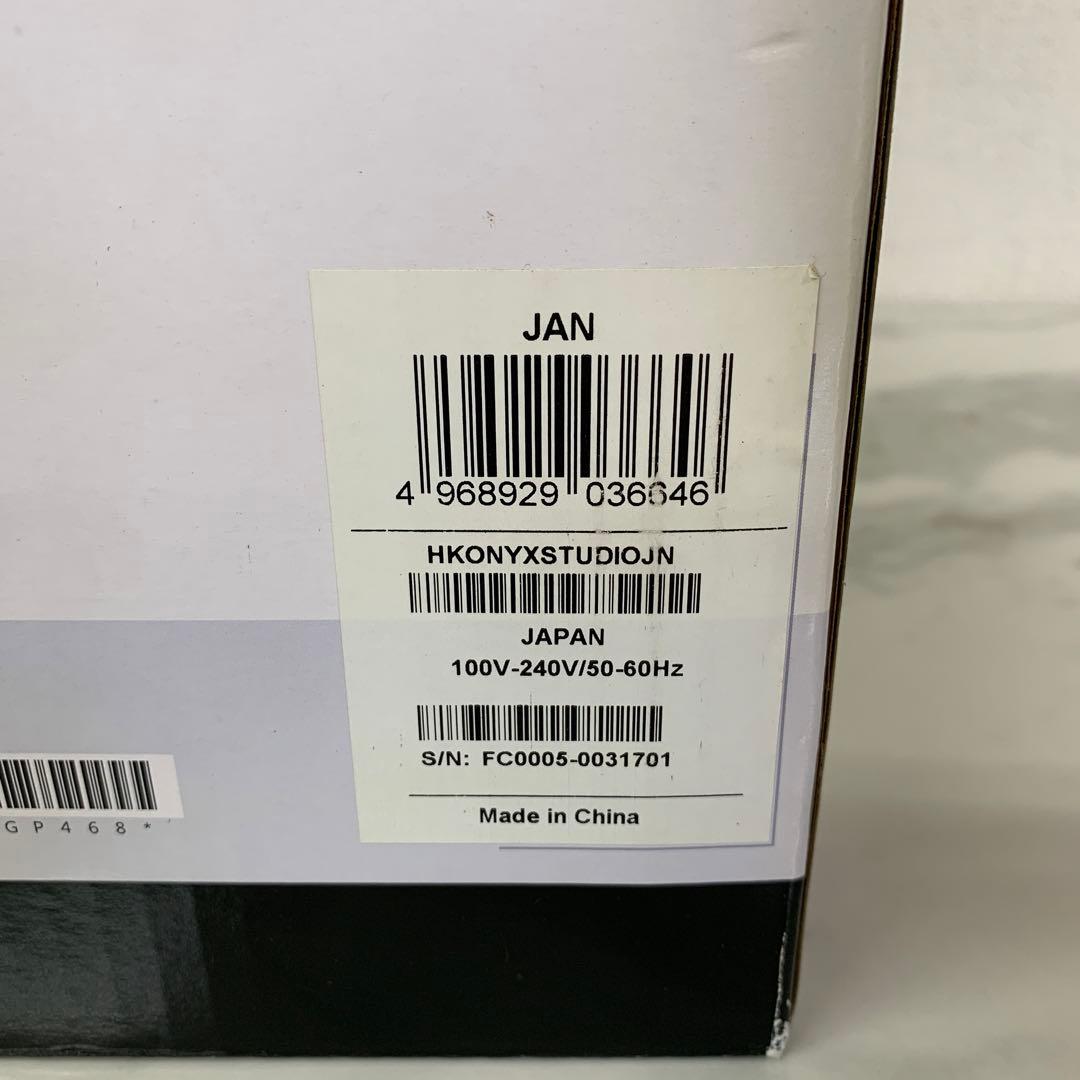 JAN
4 968929 036646
HKONYXSTUDIOJN
JAPAN
100V-240V/50-60Hz
S/N: FC0005-0031701
Made in China
GP468*